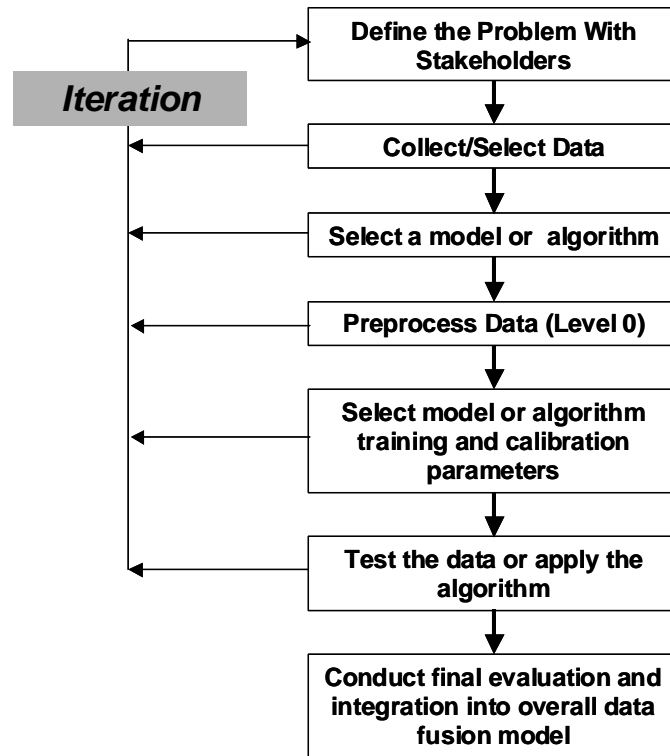 Define the Problem With
Stakeholders
Iteration
Collect/Select Data
Select a model or algorithm
Preprocess Data (Level 0)
Select model or algorithm
training and calibration
parameters
Test the data or apply the
algorithm
Conduct final evaluation and
integration into overall data
fusion model